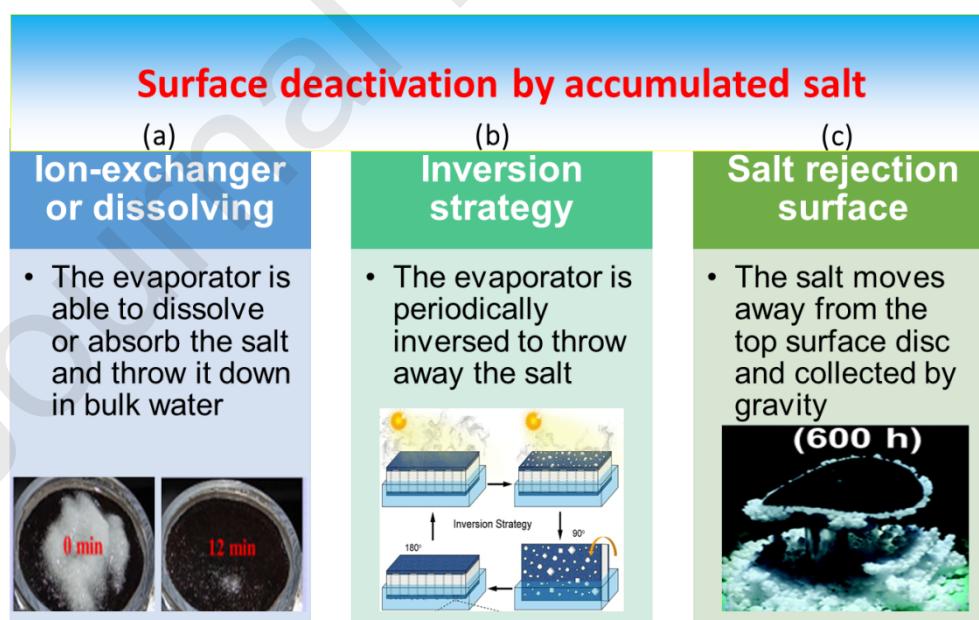 Surface deactivation by accumulated salt
(a)
(b)
(c)
Ion-exchanger
or dissolving
• The evaporator is
able to dissolve
or absorb the salt
and throw it down
in bulk water
0 min
12 min
Inversion
strategy
• The evaporator is
periodically
inversed to throw
away the salt
Inversion Strategy
90°
180°
Salt rejection
surface
• The salt moves
away from the
top surface disc
and collected by
gravity
(600 h)
Journal